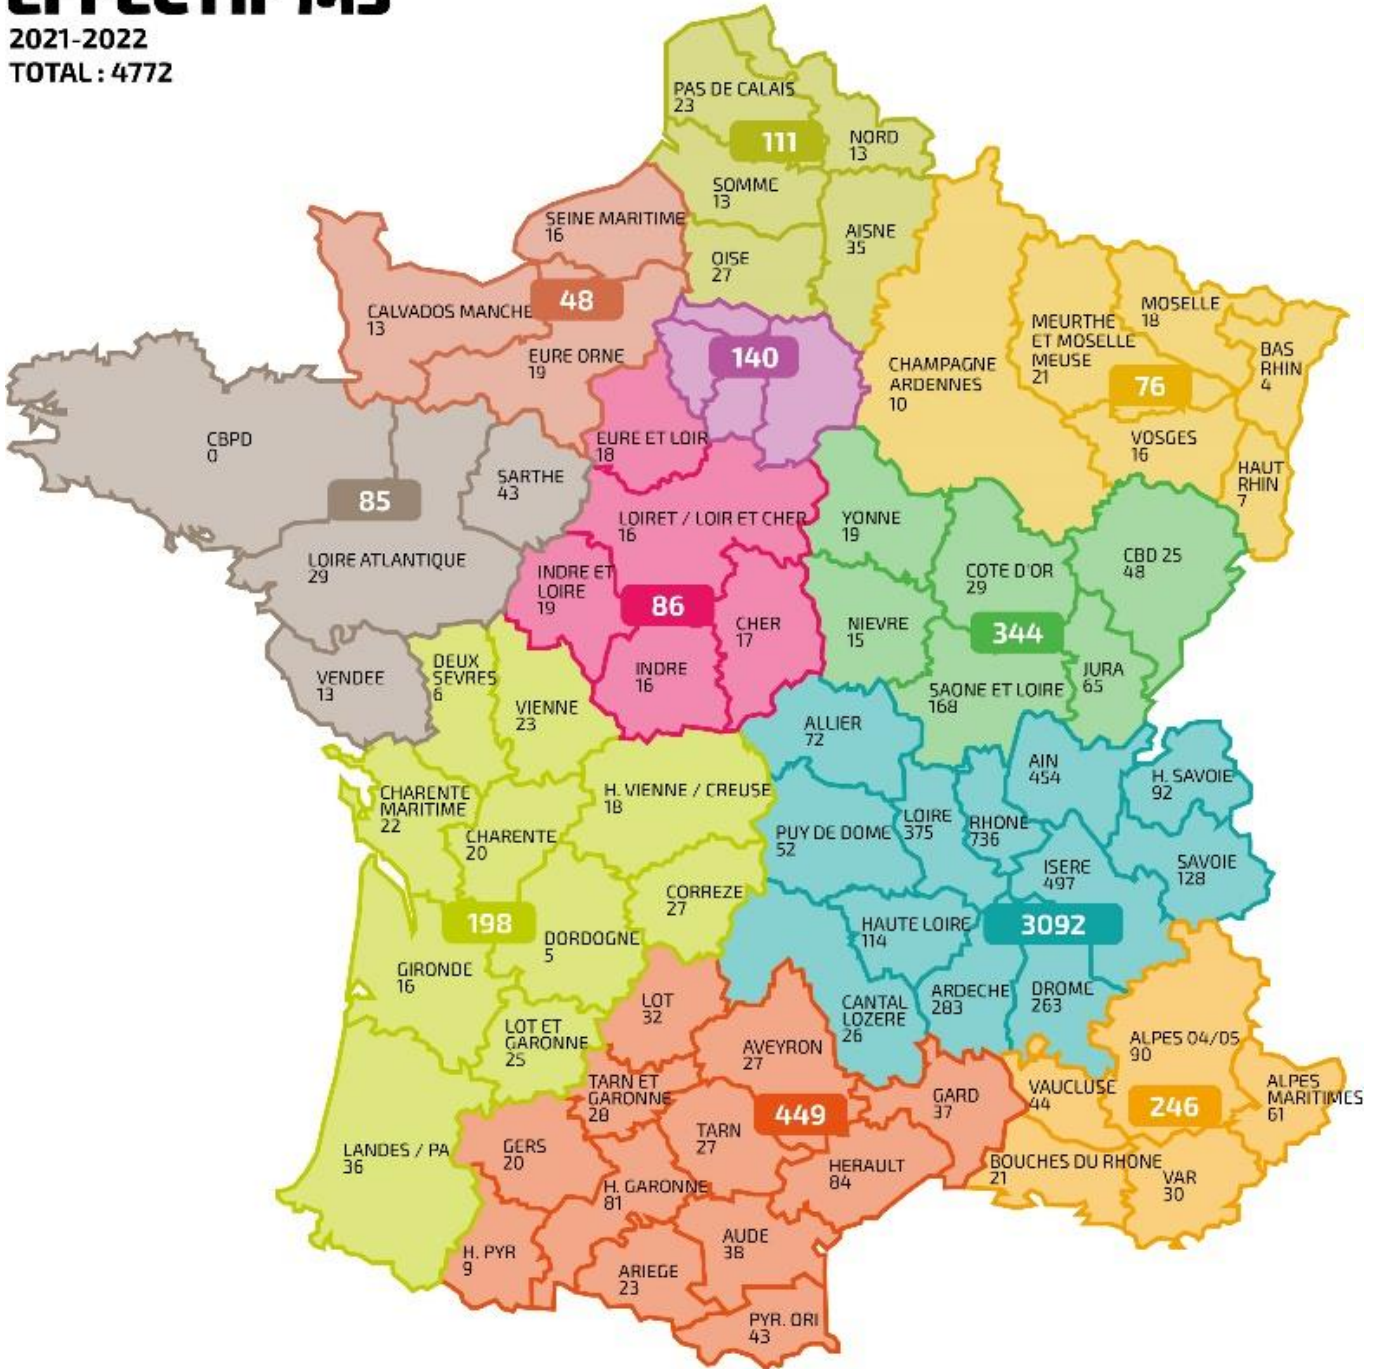 2021-2022
TOTAL : 4772
PAS DE CALAIS
23
111
NORD
13
SOMME
13
AISNE
35
OISE
27
SEINE MARITIME
16
48
CALVADOS MANCHE
13
EURE ORNE
19
140
CHAMPAGNE
ARDENNES
10
MEURTHE
ET MOSELLE
MEUSE
21
MOSELLE
18
76
BAS
RHIN
4
VOSGES
16
HAUT
RHIN
7
CBPD
0
85
SARTHE
43
LOIRE ATLANTIQUE
29
VENDEE
13
EURE ET LOIR
18
LOIRET / LOIR ET CHER
16
INDRE ET
LOIRE
19
86
CHER
17
INDRE
16
YONNE
19
COTE D'OR
29
CBD 25
48
NIEVRE
15
344
SAONE ET LOIRE
168
JURA
65
DEUX
SEVRES
6
VIENNE
23
CHARENTE
MARITIME
22
CHARENTE
20
H. VIENNE / CREUSE
18
CORREZE
27
198
DORDOGNE
5
GIRONDE
16
LOT ET
GARONNE
25
LANDES / PA
36
ALLIER
72
PUY DE DOME
52
LOIRE
375
RHONE
736
AIN
454
H. SAVOIE
92
SAVOIE
128
ISERE
497
HAUTE LOIRE
114
3092
CANTAL
LOZERE
26
ARDECHE
283
DROME
263
LOT
32
AVEYRON
27
TARN ET
GARONNE
28
TARN
27
449
GARD
37
GERS
20
H. GARONNE
81
HERAULT
84
H. PYR
9
ARIEGE
23
AUDE
38
PYR. ORI
43
ALPES 04/05
90
VAUCLUSE
44
246
ALPES
MARITIMES
61
BOUCHES DU RHONE
21
VAR
30